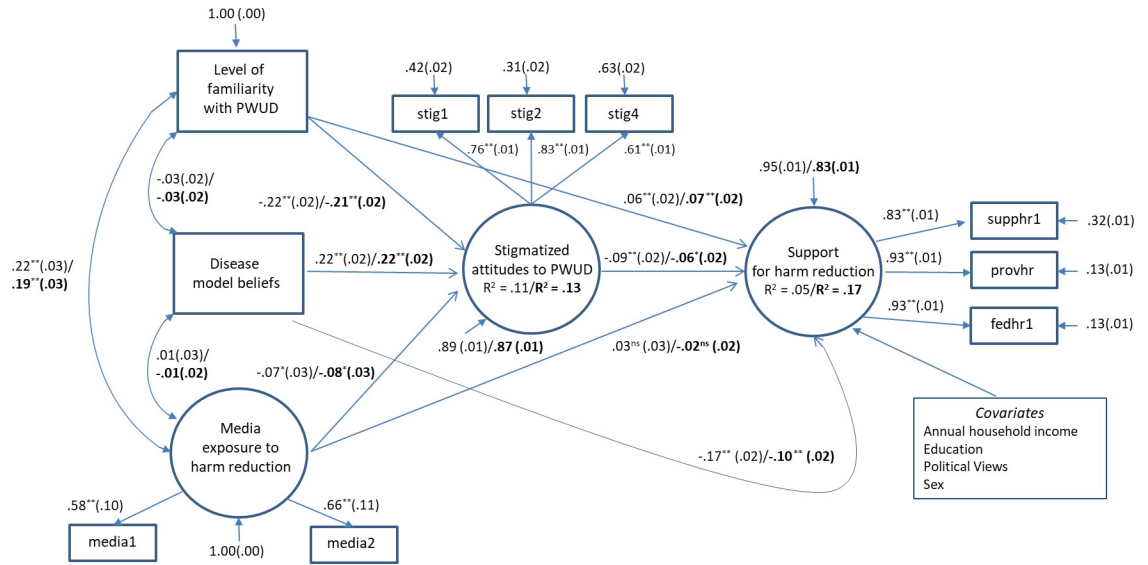 1.00 (.00)
Level of
familiarity
with PWUD
.42(.02)
.31(.02)
.63(.02)
stig1
stig2
stig4
.76**(.01)
.83**(.01)
.61**(.01)
-.03(.02)/
-.03(.02)
-.22**(.02)/-.21**(.02)
.06**(.02)/.07**(.02)
.95(.01)/.83(.01)
.83**(.01)
supphr1
.32(.01)
.22**(.03)/
.19**(.03)
Disease
model beliefs
.22**(.02)/.22**(.02)
Stigmatized
attitudes to PWUD
R² = .11/R² = .13
-.09**(.02)/-.06*(.02)
Support
for harm reduction
R² = .05/R² = .17
.93**(.01)
provhr
.13(.01)
.93**(.01)
fedhr1
.13(.01)
.89 (.01)/.87 (.01)
.03ns (.03)/-.02ns (.02)
.01(.03)/
-.01(.02)
-.07*(.03)/-.08*(.03)
Media
exposure to
harm reduction
-.17** (.02)/-.10** (.02)
Covariates
Annual household income
Education
Political Views
Sex
.58**(.10)
.66**(.11)
media1
1.00(.00)
media2